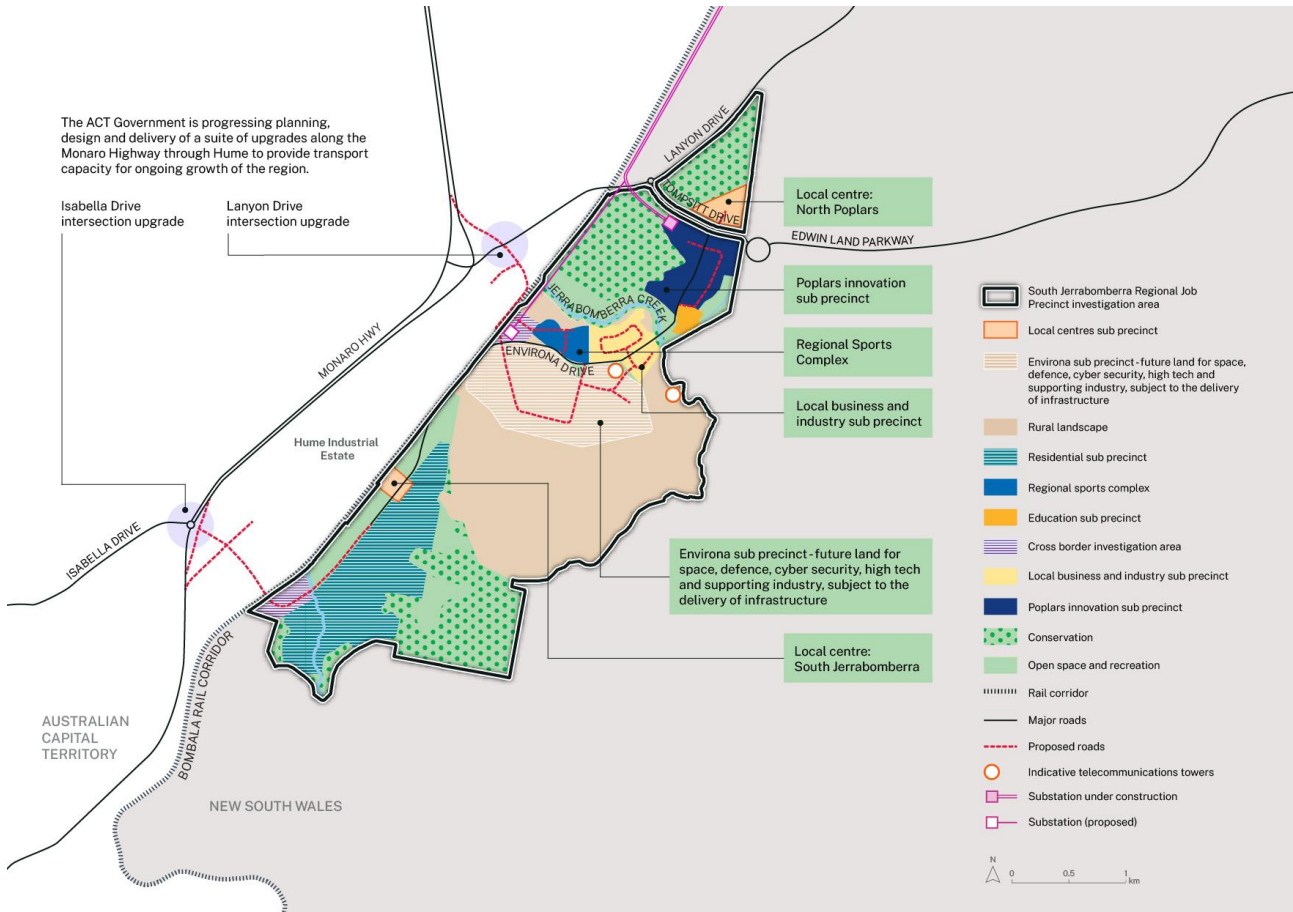 The ACT Government is progressing planning,
design and delivery of a suite of upgrades along the
Monaro Highway through Hume to provide transport
capacity for ongoing growth of the region.
Isabella Drive
intersection upgrade
Lanyon Drive
intersection upgrade
LANYON DRIVE
TOMPSITT DRIVE
EDWIN LAND PARKWAY
JERRABOMBERRA CREEK
ENVIRONA DRIVE
MONARO HWY
Hume Industrial
Estate
ISABELLA DRIVE
BOMBALA RAIL CORRIDOR
AUSTRALIAN
CAPITAL
TERRITORY
NEW SOUTH WALES
Local centre:
North Poplars
Poplars innovation
sub precinct
Regional Sports
Complex
Local business and
industry sub precinct
Environa sub precinct - future land for
space, defence, cyber security, high tech
and supporting industry, subject to the
delivery of infrastructure
Local centre:
South Jerrabomberra
South Jerrabomberra Regional Job
Precinct investigation area
Local centres sub precinct
Environa sub precinct - future land for space,
defence, cyber security, high tech and
supporting industry, subject to the delivery
of infrastructure
Rural landscape
Residential sub precinct
Regional sports complex
Education sub precinct
Cross border investigation area
Local business and industry sub precinct
Poplars innovation sub precinct
Conservation
Open space and recreation
Rail corridor
Major roads
Proposed roads
Indicative telecommunications towers
Substation under construction
Substation (proposed)
N
0 0.5 1
km